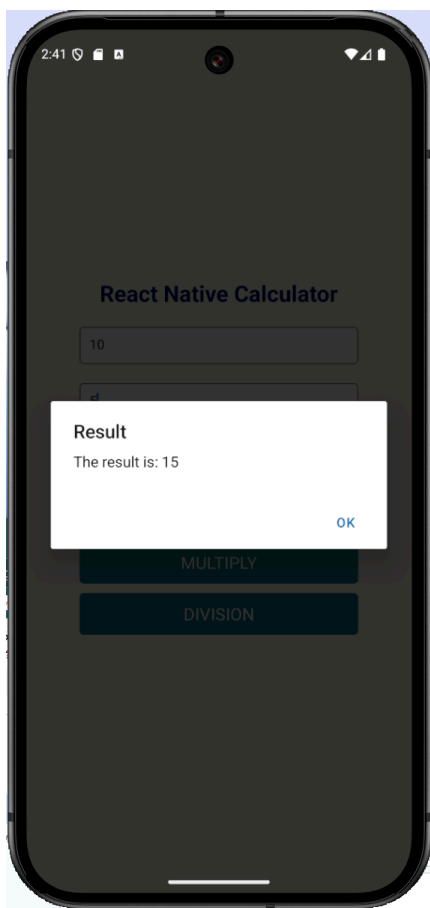 2:41
React Native Calculator
10
Result
The result is: 15
OK
MULTIPLY
DIVISION